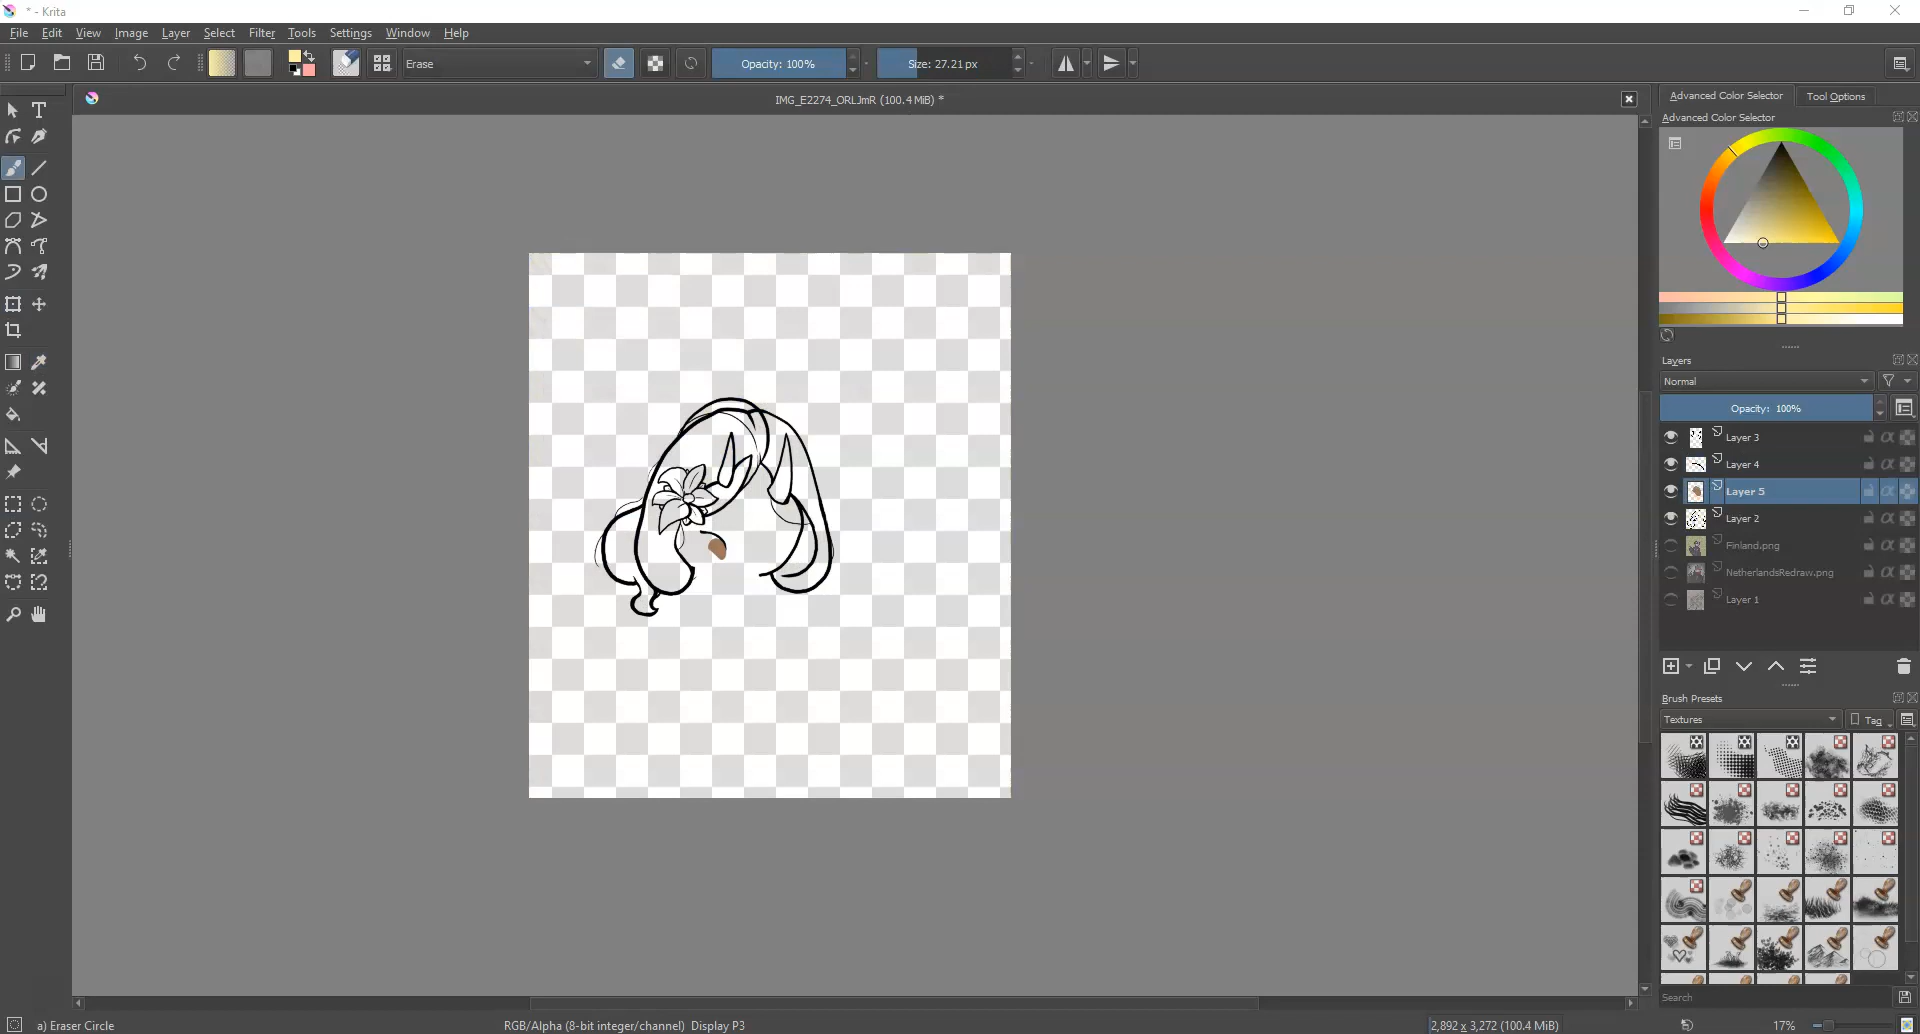 * - Krita
File Edit View Image Layer Select Filter Tools Settings Window Help
Erase Opacity: 100% Size: 27.21 px
IMG_E2274_ORLJmR (100.4 MiB) *
Advanced Color Selector Tool Options
Advanced Color Selector
Layers
Normal
Opacity: 100%
Layer 3
Layer 4
Layer 5
Layer 2
Finland.png
NetherlandsRedraw.png
Layer 1
Brush Presets
Textures Tag
Search
a) Eraser Circle RGB/Alpha (8-bit integer/channel) Display P3 2,892 x 3,272 (100.4 MiB) 17%